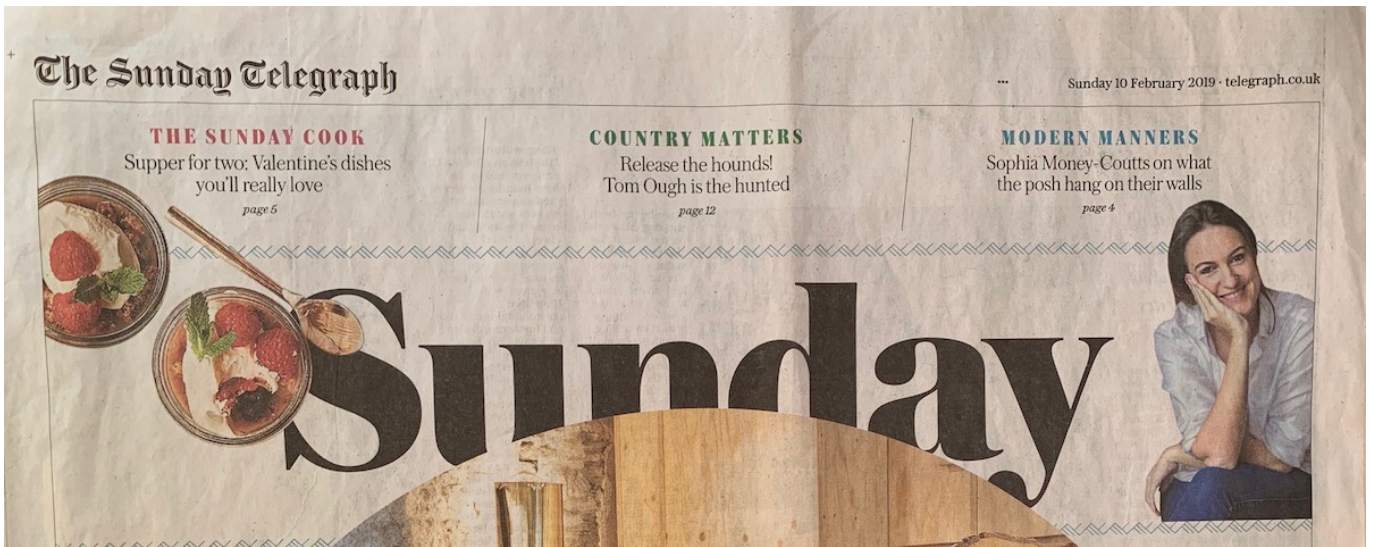 The Sunday Telegraph
... Sunday 10 February 2019 · telegraph.co.uk
THE SUNDAY COOK
Supper for two: Valentine's dishes
you'll really love
page 5
COUNTRY MATTERS
Release the hounds!
Tom Ough is the hunted
page 12
MODERN MANNERS
Sophia Money-Coutts on what
the posh hang on their walls
page 4
Sunday